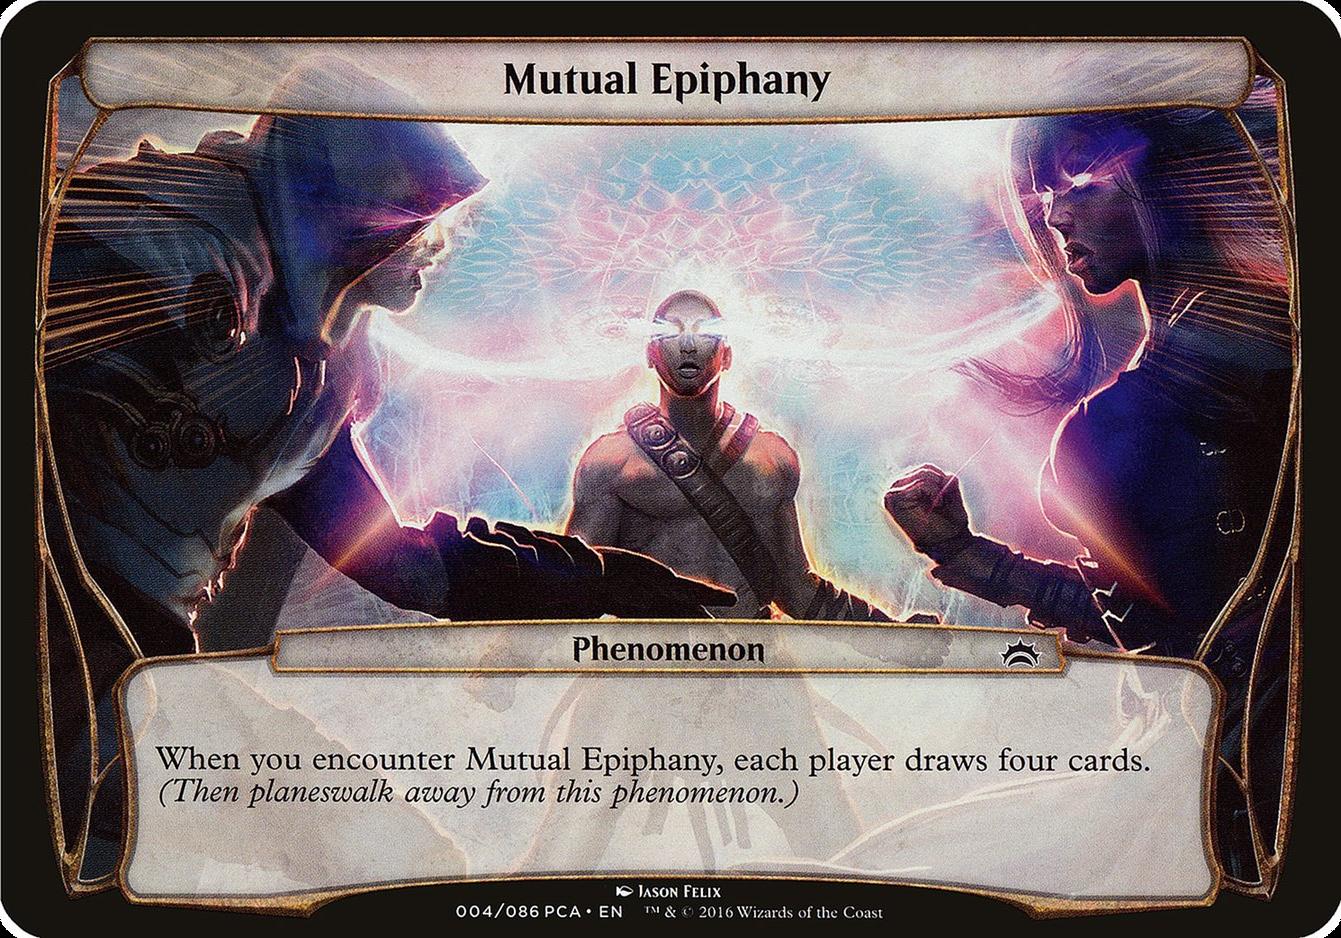 Mutual Epiphany
Phenomenon
When you encounter Mutual Epiphany, each player draws four cards.
(Then planeswalk away from this phenomenon.)
Jason Felix
004/086 PCA • EN ™ & © 2016 Wizards of the Coast